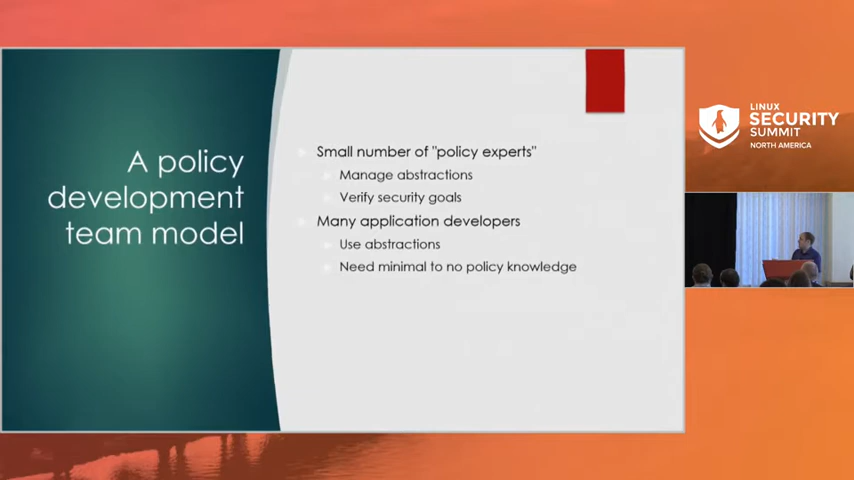 A policy
development
team model
Small number of "policy experts"
Manage abstractions
Verify security goals
Many application developers
Use abstractions
Need minimal to no policy knowledge
LINUX
SECURITY
SUMMIT
NORTH AMERICA